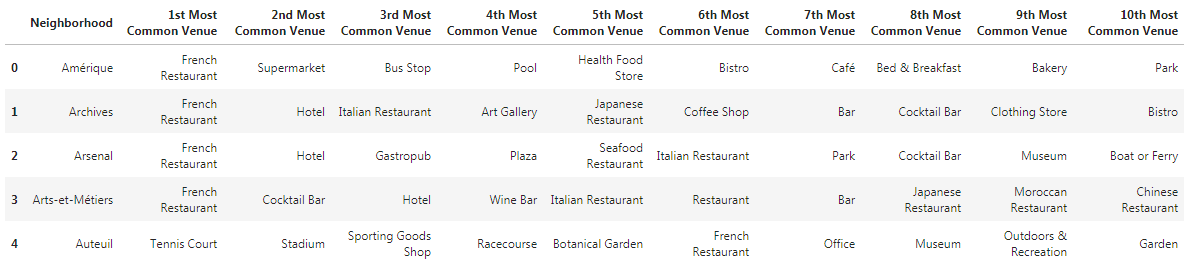 Neighborhood 1st Most Common Venue 2nd Most Common Venue 3rd Most Common Venue 4th Most Common Venue 5th Most Common Venue 6th Most Common Venue 7th Most Common Venue 8th Most Common Venue 9th Most Common Venue 10th Most Common Venue
0 Amérique French Restaurant Supermarket Bus Stop Pool Health Food Store Bistro Café Bed & Breakfast Bakery Park
1 Archives French Restaurant Hotel Italian Restaurant Art Gallery Japanese Restaurant Coffee Shop Bar Cocktail Bar Clothing Store Bistro
2 Arsenal French Restaurant Hotel Gastropub Plaza Seafood Restaurant Italian Restaurant Park Cocktail Bar Museum Boat or Ferry
3 Arts-et-Métiers French Restaurant Cocktail Bar Hotel Wine Bar Italian Restaurant Restaurant Bar Japanese Restaurant Moroccan Restaurant Chinese Restaurant
4 Auteuil Tennis Court Stadium Sporting Goods Shop Racecourse Botanical Garden French Restaurant Office Museum Outdoors & Recreation Garden